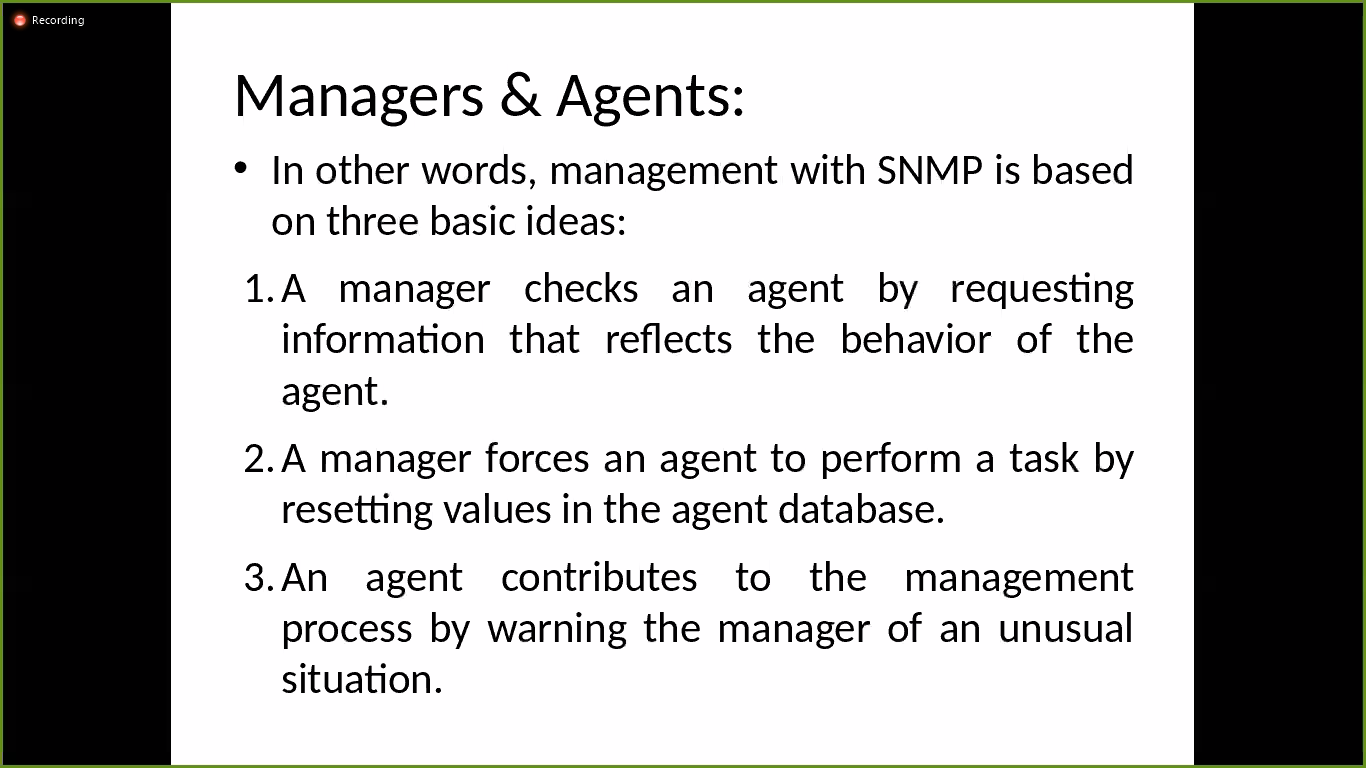 Recording
Managers & Agents:
• In other words, management with SNMP is based
on three basic ideas:
1. A manager checks an agent by requesting
information that reflects the behavior of the
agent.
2. A manager forces an agent to perform a task by
resetting values in the agent database.
3. An agent contributes to the management
process by warning the manager of an unusual
situation.